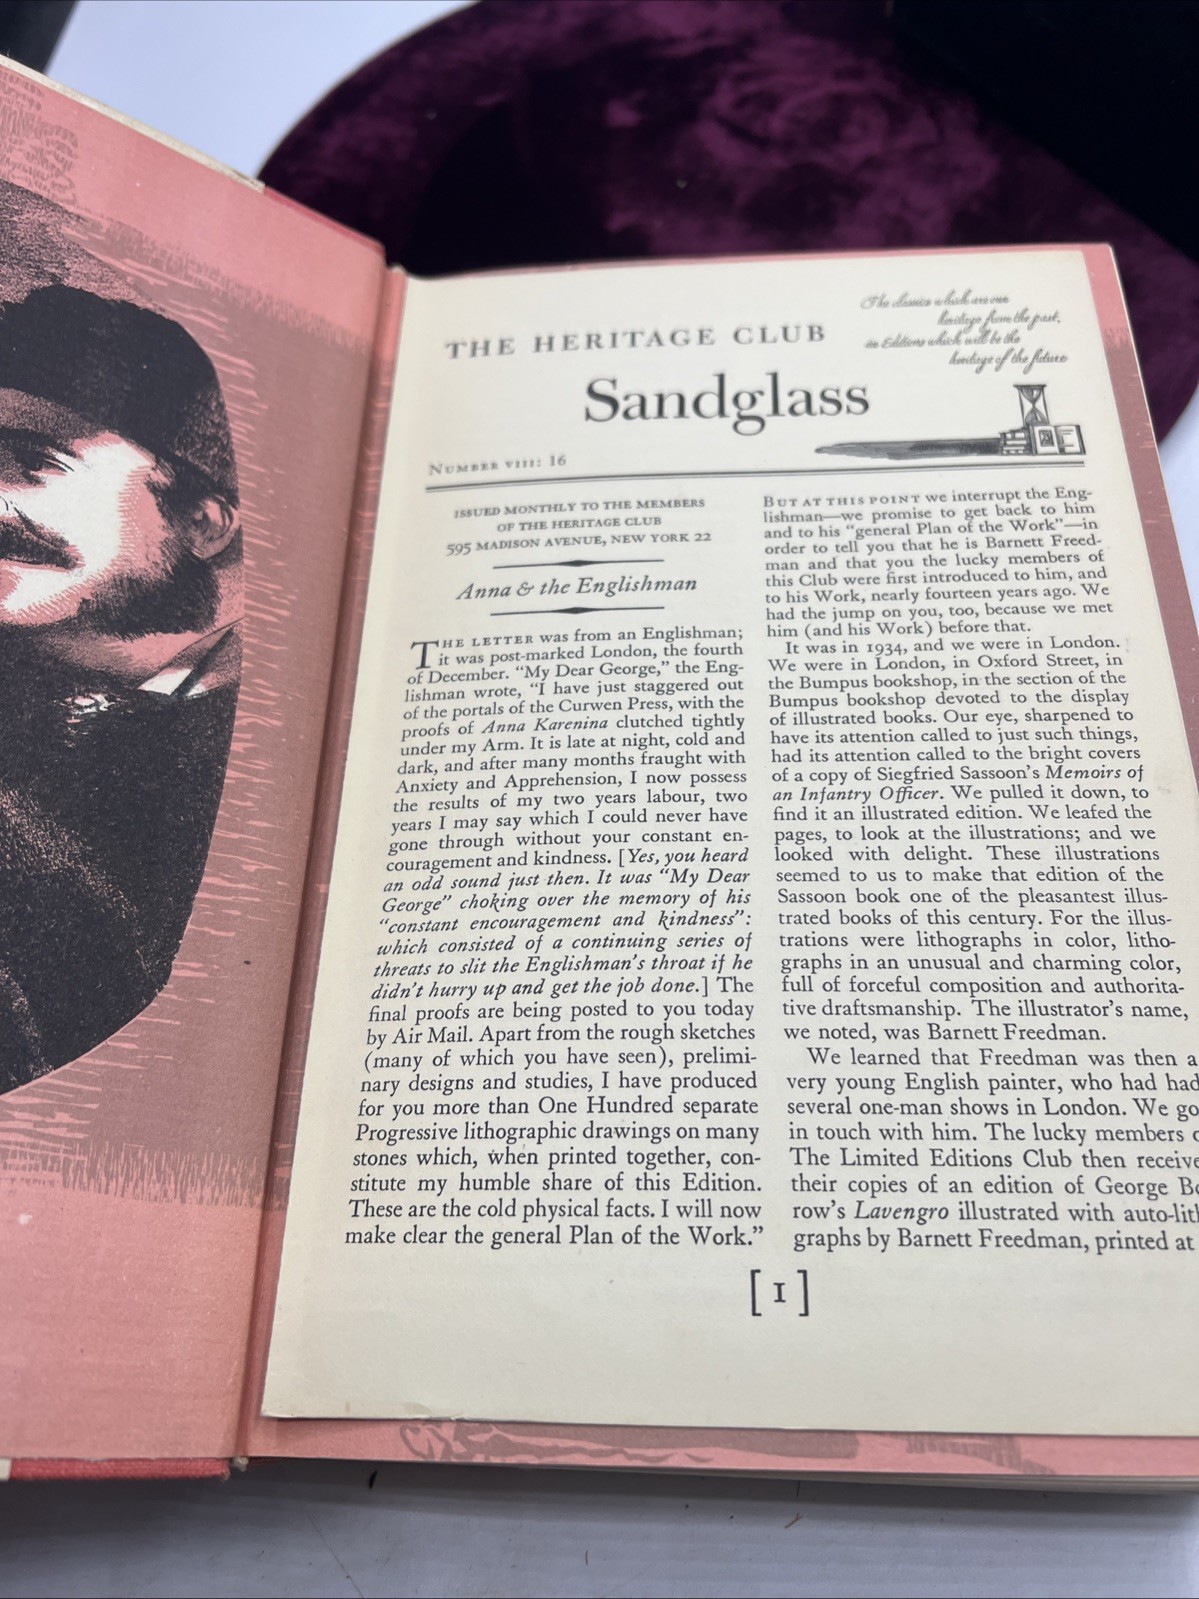 THE HERITAGE CLUB
The classics which are our
heritage from the past,
in Editions which will be the
heritage of the future
Sandglass
NUMBER VIII: 16
ISSUED MONTHLY TO THE MEMBERS
OF THE HERITAGE CLUB
595 MADISON AVENUE, NEW YORK 22
Anna & the Englishman
THE LETTER was from an Englishman;
it was post-marked London, the fourth
of December. “My Dear George,” the Eng-
lishman wrote, “I have just staggered out
of the portals of the Curwen Press, with the
proofs of Anna Karenina clutched tightly
under my Arm. It is late at night, cold and
dark, and after many months fraught with
Anxiety and Apprehension, I now possess
the results of my two years labour, two
years I may say which I could never have
gone through without your constant en-
couragement and kindness. [Yes, you heard
an odd sound just then. It was “My Dear
George” choking over the memory of his
“constant encouragement and kindness”:
which consisted of a continuing series of
threats to slit the Englishman’s throat if he
didn’t hurry up and get the job done.] The
final proofs are being posted to you today
by Air Mail. Apart from the rough sketches
(many of which you have seen), prelimi-
nary designs and studies, I have produced
for you more than One Hundred separate
Progressive lithographic drawings on many
stones which, when printed together, con-
stitute my humble share of this Edition.
These are the cold physical facts. I will now
make clear the general Plan of the Work.”
BUT AT THIS POINT we interrupt the Eng-
lishman—we promise to get back to him
and to his “general Plan of the Work”—in
order to tell you that he is Barnett Freed-
man and that you the lucky members of
this Club were first introduced to him, and
to his Work, nearly fourteen years ago. We
had the jump on you, too, because we met
him (and his Work) before that.
It was in 1934, and we were in London.
We were in London, in Oxford Street, in
the Bumpus bookshop, in the section of the
Bumpus bookshop devoted to the display
of illustrated books. Our eye, sharpened to
have its attention called to just such things,
had its attention called to the bright covers
of a copy of Siegfried Sassoon’s Memoirs of
an Infantry Officer. We pulled it down, to
find it an illustrated edition. We leafed the
pages, to look at the illustrations; and we
looked with delight. These illustrations
seemed to us to make that edition of the
Sassoon book one of the pleasantest illus-
trated books of this century. For the illus-
trations were lithographs in color, litho-
graphs in an unusual and charming color,
full of forceful composition and authorita-
tive draftsmanship. The illustrator’s name,
we noted, was Barnett Freedman.
We learned that Freedman was then a
very young English painter, who had had
several one-man shows in London. We go
in touch with him. The lucky members
The Limited Editions Club then receive
their copies of an edition of George Bo
row’s Lavengro illustrated with auto-lit
graphs by Barnett Freedman, printed at
[1]